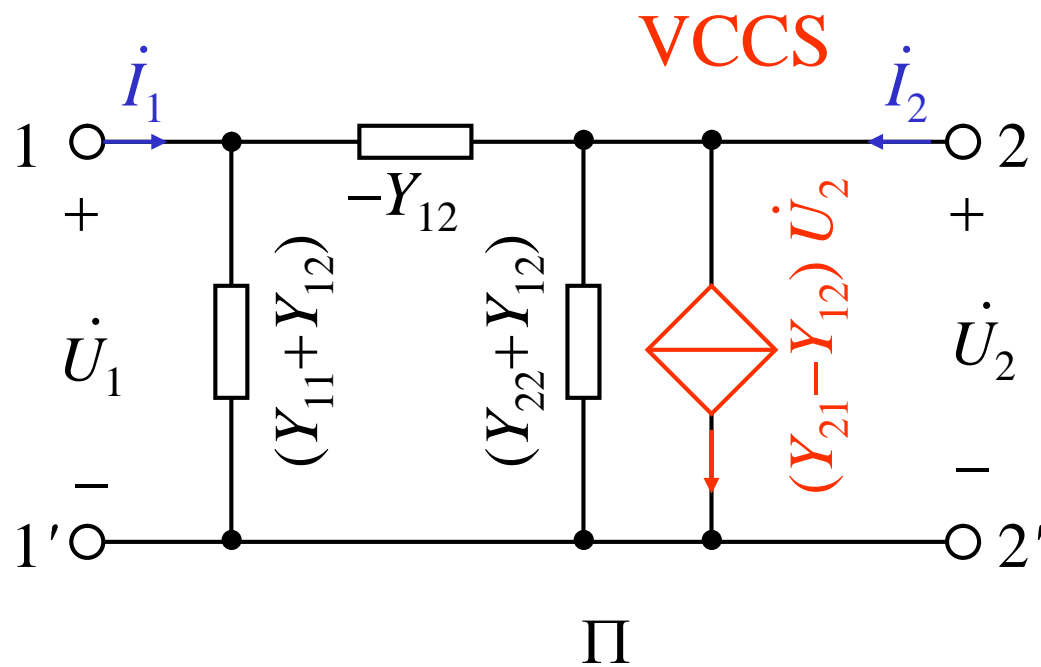 VCCS
İ₁
İ₂
1
2
−Y₁₂
+
+
(Y₁₁+Y₁₂)
(Y₂₂+Y₁₂)
(Y₂₁−Y₁₂) U̇₂
U̇₁
U̇₂
−
−
1′
2′
Π